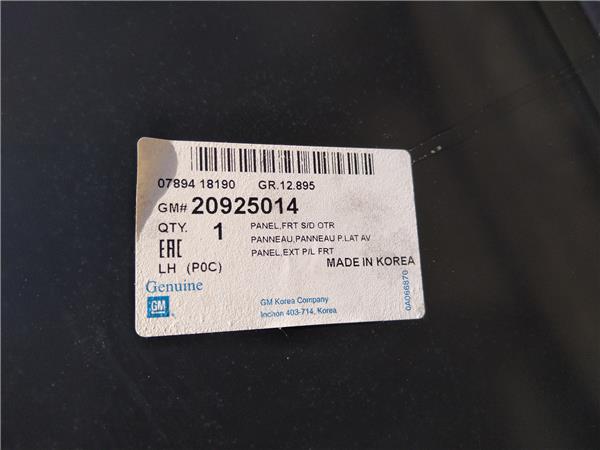 07894 18190 GR.12.895
GM# 20925014
QTY. 1 PANEL,FRT S/D OTR
PANNEAU,PANNEAU P.LAT AV
EAC PANEL,EXT P/L FRT
LH (P0C) MADE IN KOREA
Genuine
GM
GM Korea Company
Incheon 403-714, Korea
0A066870